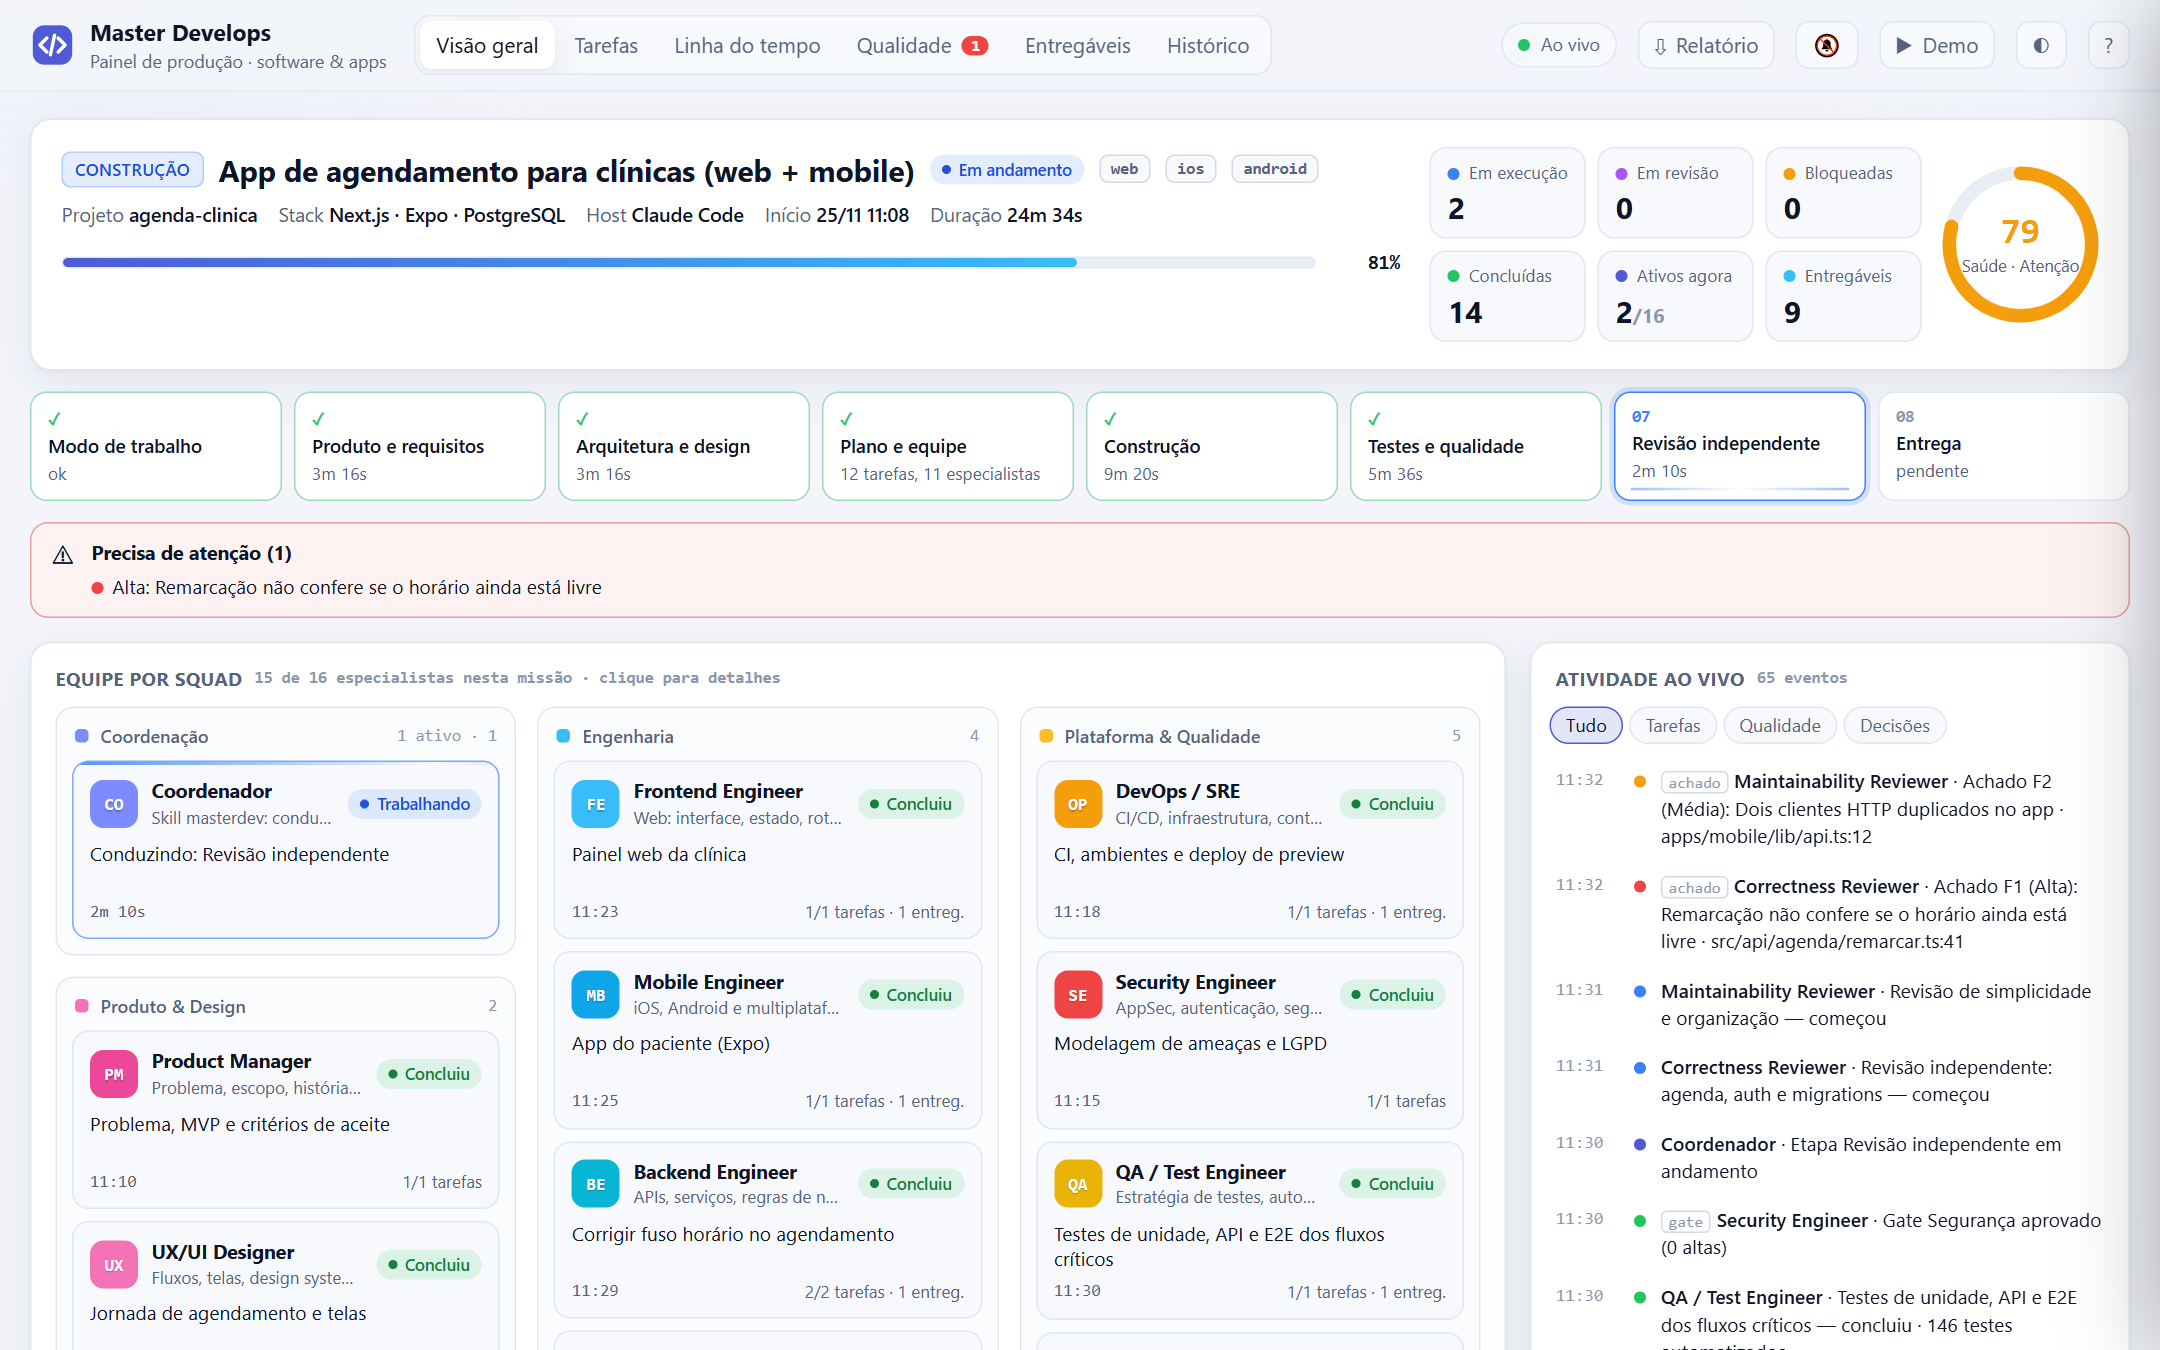 Master Develops
Painel de produção · software & apps
Visão geral
Tarefas
Linha do tempo
Qualidade 1
Entregáveis
Histórico
Ao vivo
⇩ Relatório
▶ Demo
?
CONSTRUÇÃO
App de agendamento para clínicas (web + mobile)
Em andamento
web
ios
android
Projeto agenda-clinica Stack Next.js · Expo · PostgreSQL Host Claude Code Início 25/11 11:08 Duração 24m 34s
81%
Em execução
2
Em revisão
0
Bloqueadas
0
Concluídas
14
Ativos agora
2/16
Entregáveis
9
79
Saúde · Atenção
✓
Modo de trabalho
ok
✓
Produto e requisitos
3m 16s
✓
Arquitetura e design
3m 16s
✓
Plano e equipe
12 tarefas, 11 especialistas
✓
Construção
9m 20s
✓
Testes e qualidade
5m 36s
07
Revisão independente
2m 10s
08
Entrega
pendente
Precisa de atenção (1)
Alta: Remarcação não confere se o horário ainda está livre
EQUIPE POR SQUAD 15 de 16 especialistas nesta missão · clique para detalhes
Coordenação 1 ativo · 1
CO
Coordenador
Skill masterdev: condu...
Trabalhando
Conduzindo: Revisão independente
2m 10s
Produto & Design 2
PM
Product Manager
Problema, escopo, história...
Concluiu
Problema, MVP e critérios de aceite
11:10 1/1 tarefas
UX
UX/UI Designer
Fluxos, telas, design syste...
Concluiu
Jornada de agendamento e telas
Engenharia 4
FE
Frontend Engineer
Web: interface, estado, rot...
Concluiu
Painel web da clínica
11:23 1/1 tarefas · 1 entreg.
MB
Mobile Engineer
iOS, Android e multiplataf...
Concluiu
App do paciente (Expo)
11:25 1/1 tarefas · 1 entreg.
BE
Backend Engineer
APIs, serviços, regras de n...
Concluiu
Corrigir fuso horário no agendamento
11:29 2/2 tarefas · 1 entreg.
Plataforma & Qualidade 5
OP
DevOps / SRE
CI/CD, infraestrutura, cont...
Concluiu
CI, ambientes e deploy de preview
11:18 1/1 tarefas · 1 entreg.
SE
Security Engineer
AppSec, autenticação, seg...
Concluiu
Modelagem de ameaças e LGPD
11:15 1/1 tarefas
QA
QA / Test Engineer
Estratégia de testes, auto...
Concluiu
Testes de unidade, API e E2E dos fluxos
críticos
11:30 1/1 tarefas · 1 entreg.
ATIVIDADE AO VIVO 65 eventos
Tudo
Tarefas
Qualidade
Decisões
11:32 achado Maintainability Reviewer · Achado F2
(Média): Dois clientes HTTP duplicados no app ·
apps/mobile/lib/api.ts:12
11:32 achado Correctness Reviewer · Achado F1 (Alta):
Remarcação não confere se o horário ainda está
livre · src/api/agenda/remarcar.ts:41
11:31 Maintainability Reviewer · Revisão de simplicidade
e organização — começou
11:31 Correctness Reviewer · Revisão independente:
agenda, auth e migrations — começou
11:30 Coordenador · Etapa Revisão independente em
andamento
11:30 gate Security Engineer · Gate Segurança aprovado
(0 altas)
11:30 QA / Test Engineer · Testes de unidade, API e E2E
dos fluxos críticos — concluiu · 146 testes